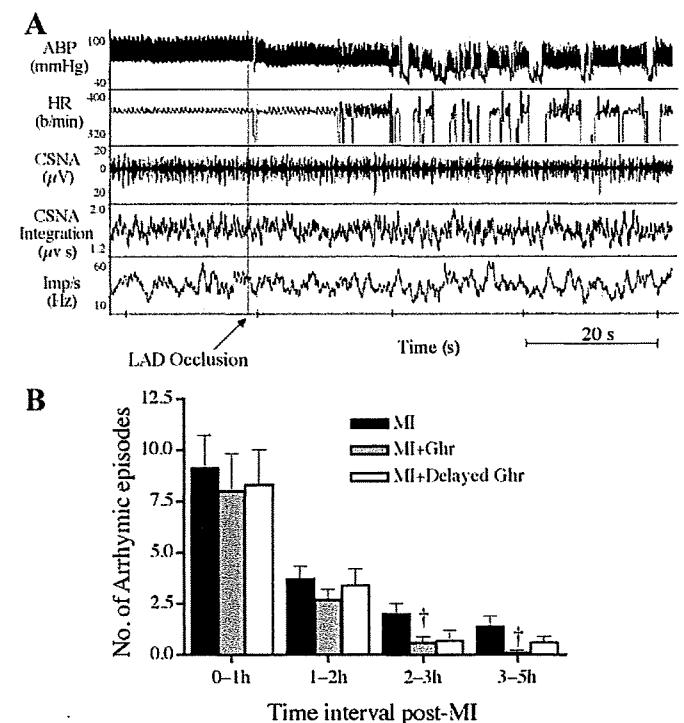 A
ABP
(mmHg)
100
40
HR
(b/min)
400
320
CSNA
(μV)
20
0
20
CSNA
Integration
(μv s)
2 0
1 2
Imp/s
(Hz)
60
10
LAD Occlusion
Time (s)
20 s
B
No. of Arrhymic episodes
12.5
10.0
7.5
5.0
2.5
0.0
MI
MI+Ghr
MI+Delayed Ghr
†
†
0–1h
1–2h
2–3h
3–5h
Time interval post-MI